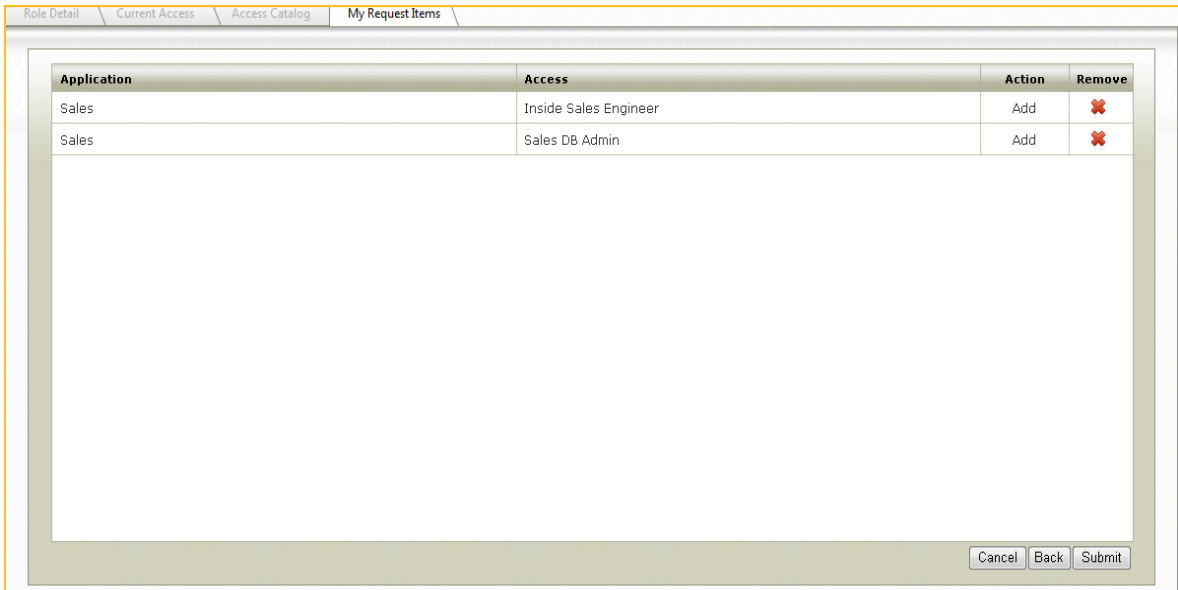 Role Detail Current Access Access Catalog My Request Items
Application Access Action Remove
Sales Inside Sales Engineer Add
Sales Sales DB Admin Add
Cancel Back Submit